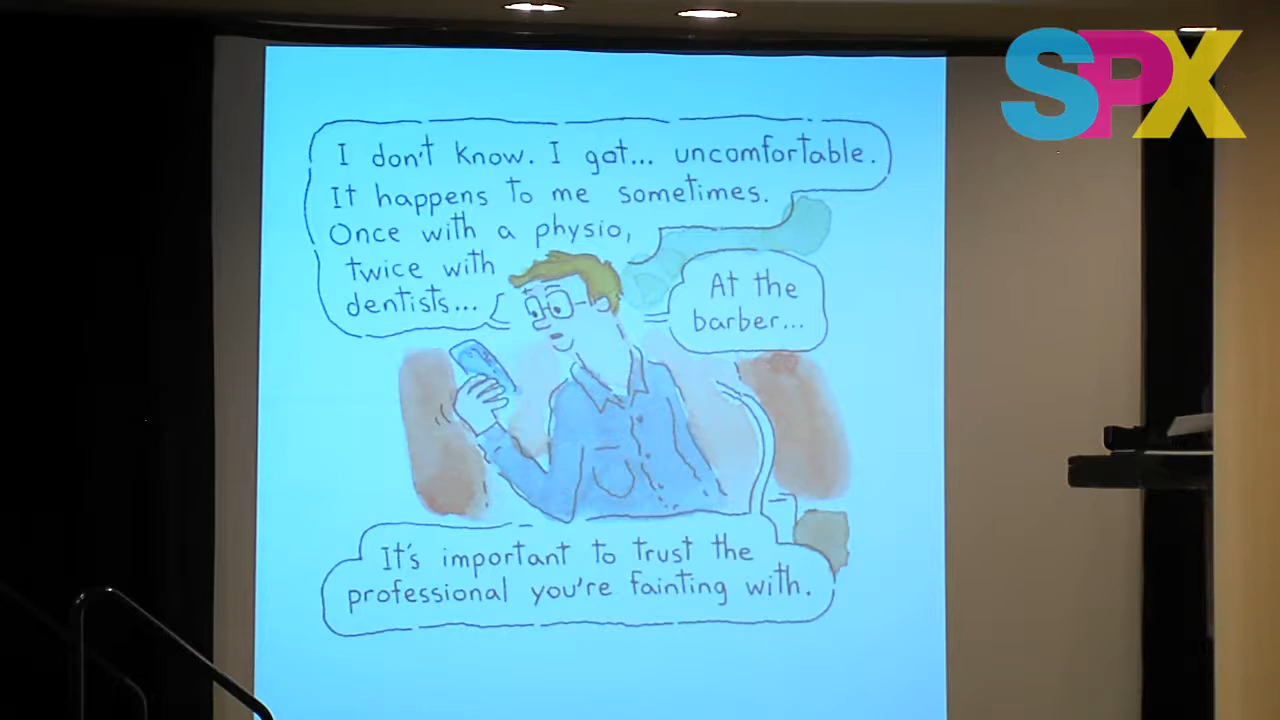 SPX
I don't know. I got... uncomfortable.
It happens to me sometimes.
Once with a physio,
twice with
dentists...
At the
barber...
It's important to trust the
professional you're fainting with.